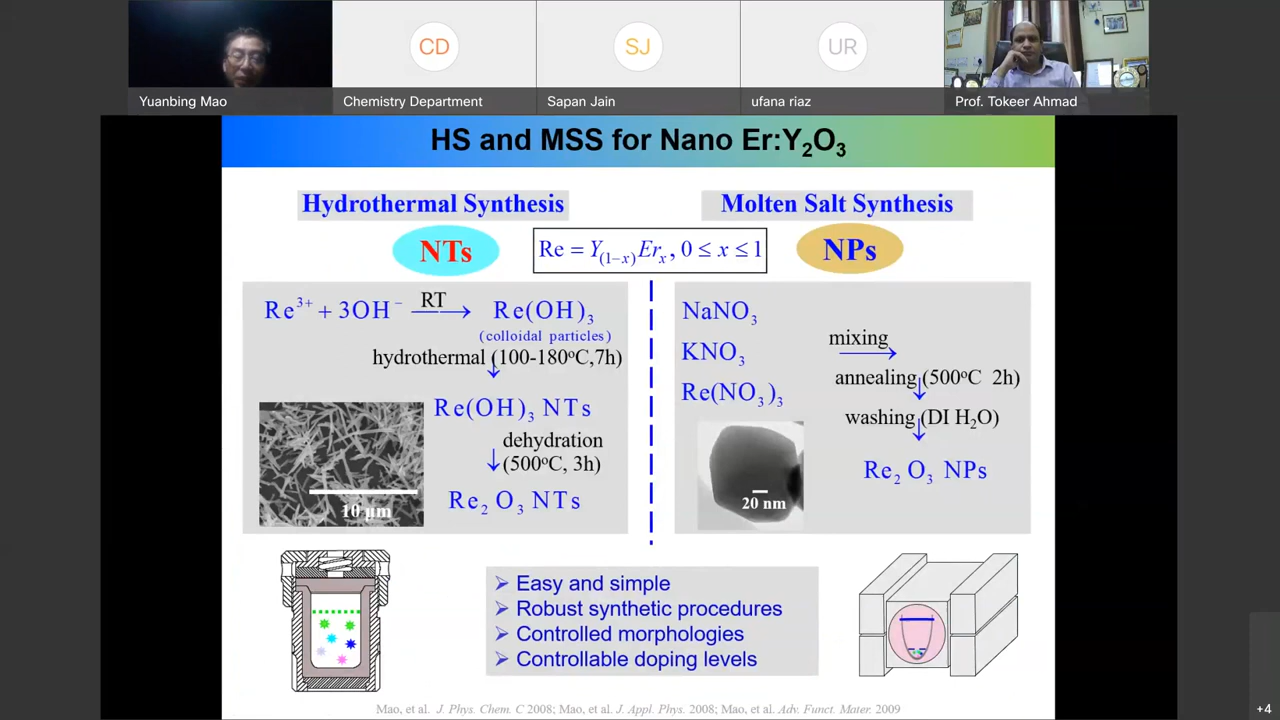 CD
SJ
UR
Yuanbing Mao
Chemistry Department
Sapan Jain
ufana riaz
Prof. Tokeer Ahmad
HS and MSS for Nano Er:Y₂O₃
Hydrothermal Synthesis
Molten Salt Synthesis
NTs
Re = Y₍₁₋ₓ₎Erₓ, 0 ≤ x ≤ 1
NPs
Re³⁺ + 3OH⁻ RT → Re(OH)₃
(colloidal particles)
hydrothermal (100-180°C,7h)
↓
Re(OH)₃ NTs
dehydration
↓ (500°C, 3h)
Re₂O₃ NTs
10 μm
NaNO₃
KNO₃
Re(NO₃)₃
mixing
→
annealing (500°C 2h)
↓
washing (DI H₂O)
↓
Re₂O₃ NPs
20 nm
➢ Easy and simple
➢ Robust synthetic procedures
➢ Controlled morphologies
➢ Controllable doping levels
Mao, et al. J. Phys. Chem. C 2008; Mao, et al. J. Appl. Phys. 2008; Mao, et al. Adv. Funct. Mater. 2009
+4